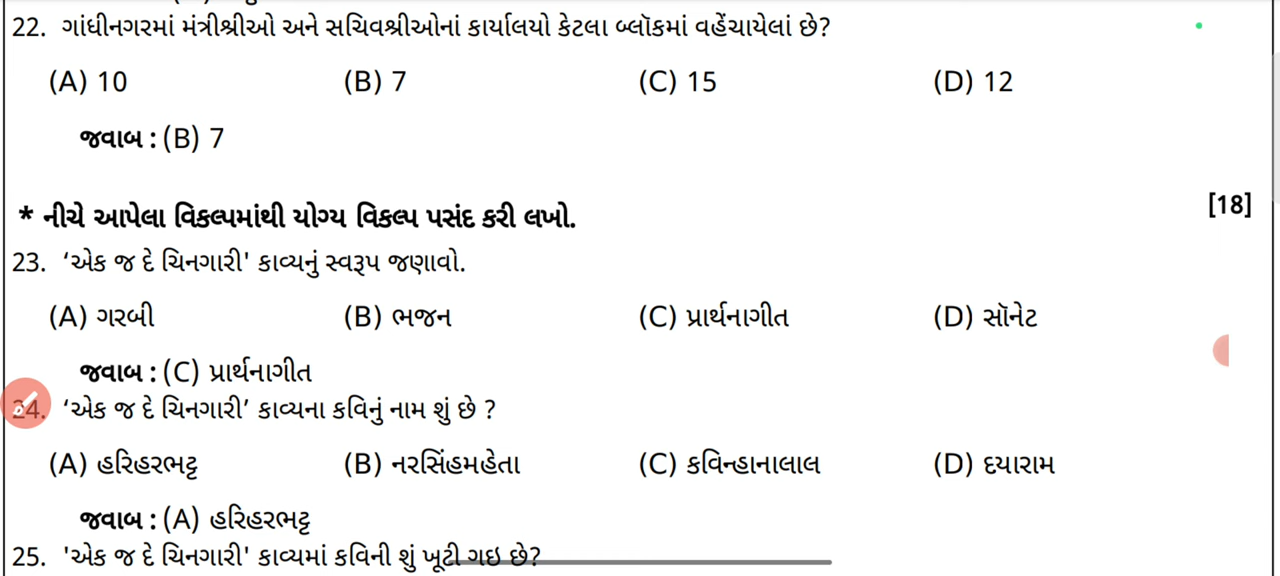 22. ગાંધીનગરમાં મંત્રીશ્રીઓ અને સચિવશ્રીઓનાં કાર્યાલયો કેટલા બ્લૉકમાં વહેંચાયેલાં છે?
(A) 10 (B) 7 (C) 15 (D) 12
જવાબ : (B) 7
* નીચે આપેલા વિકલ્પમાંથી યોગ્ય વિકલ્પ પસંદ કરી લખો. [18]
23. ‘એક જ દે ચિનગારી' કાવ્યનું સ્વરૂપ જણાવો.
(A) ગરબી (B) ભજન (C) પ્રાર્થનાગીત (D) સૉનેટ
જવાબ : (C) પ્રાર્થનાગીત
24. ‘એક જ દે ચિનગારી’ કાવ્યના કવિનું નામ શું છે ?
(A) હરિહરભટ્ટ (B) નરસિંહમહેતા (C) કવિન્હાનાલાલ (D) દયારામ
જવાબ : (A) હરિહરભટ્ટ
25. 'એક જ દે ચિનગારી' કાવ્યમાં કવિની શું ખૂટી ગઇ છે?